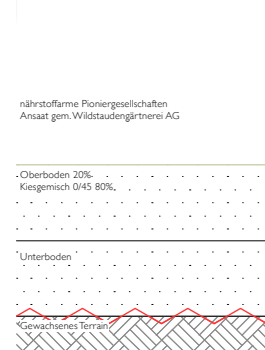 nährstoffarme Pioniergesellschaften
Ansaat gem. Wildstaudengärtnerei AG
Oberboden 20%
Kiesgemisch 0/45 80%
Unterboden
Gewachsenes Terrain